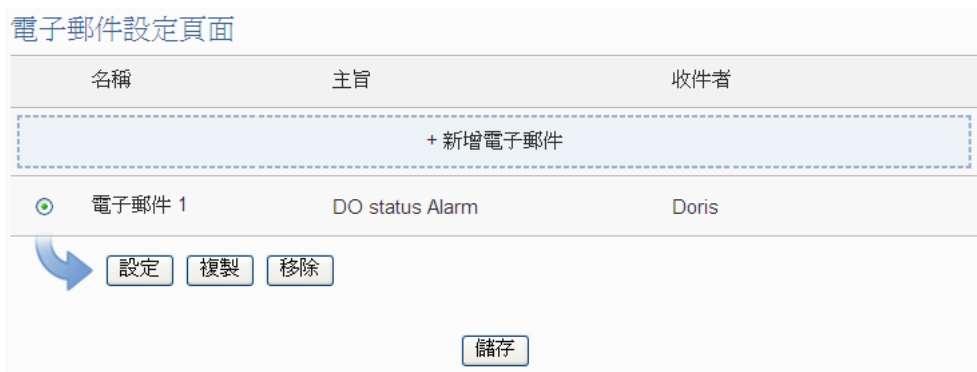 電子郵件設定頁面
名稱 主旨 收件者
+ 新增電子郵件
電子郵件 1 DO status Alarm Doris
設定 複製 移除
儲存